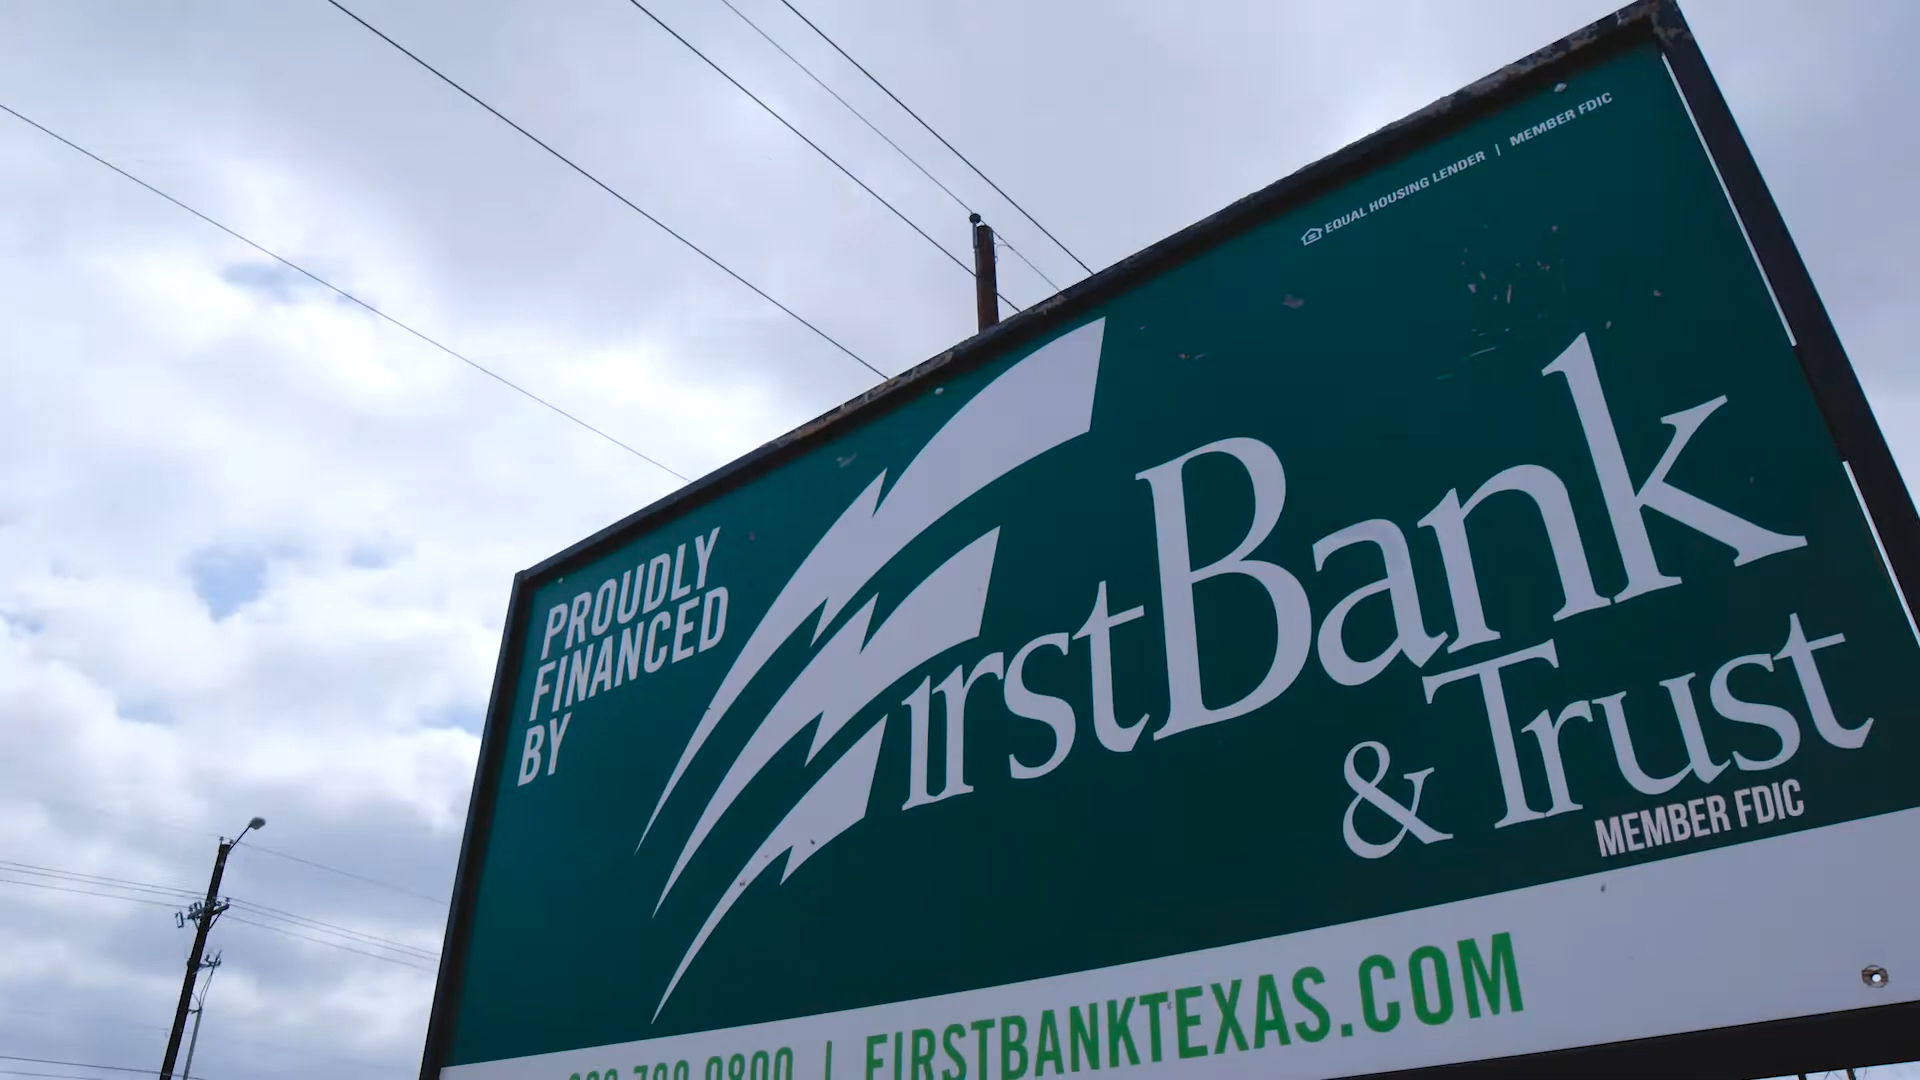 EQUAL HOUSING LENDER | MEMBER FDIC
PROUDLY
FINANCED
BY
FirstBank
& Trust
MEMBER FDIC
FIRSTBANKTEXAS.COM